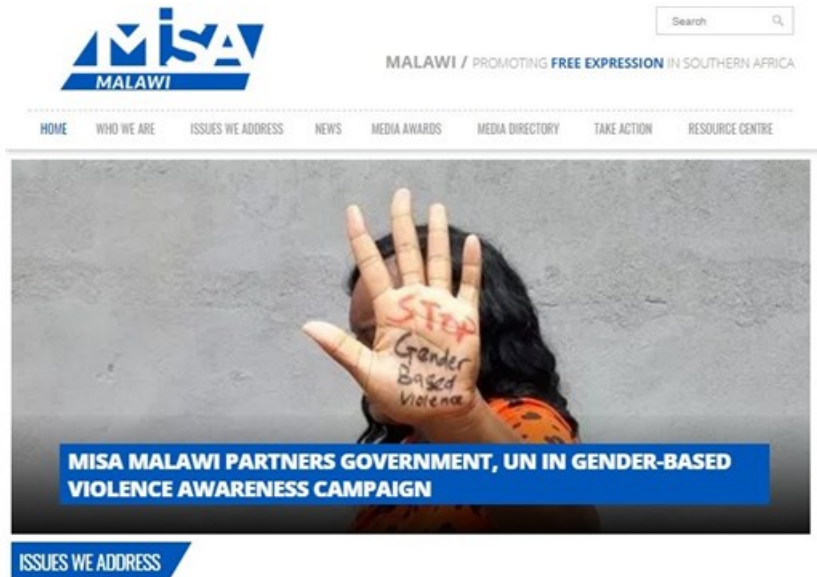 MISA
MALAWI
Search
MALAWI / PROMOTING FREE EXPRESSION IN SOUTHERN AFRICA
HOME WHO WE ARE ISSUES WE ADDRESS NEWS MEDIA AWARDS MEDIA DIRECTORY TAKE ACTION RESOURCE CENTRE
STOP
Gender
Based
Violence
MISA MALAWI PARTNERS GOVERNMENT, UN IN GENDER-BASED
VIOLENCE AWARENESS CAMPAIGN
ISSUES WE ADDRESS